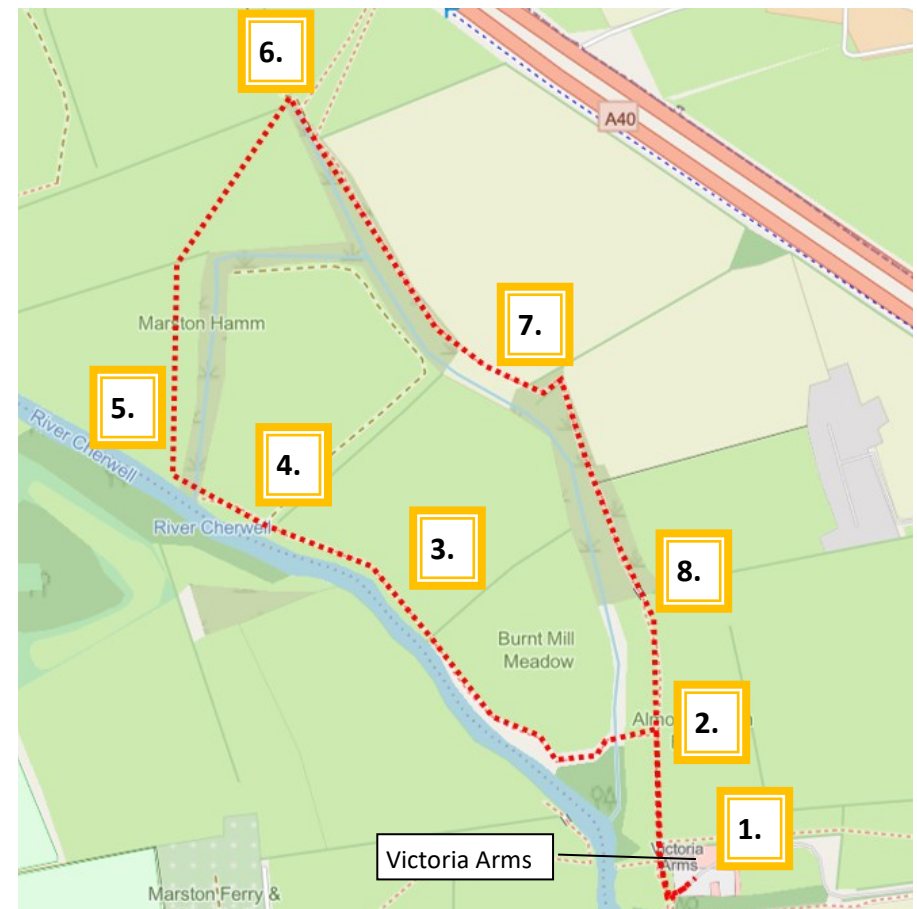 6.
A40
7.
Marston Hamm
5.
River Cherwell
4.
River Cherwell
3.
8.
Burnt Mill
Meadow
2.
1.
Victoria Arms
Victoria
Arms
Marston Ferry &